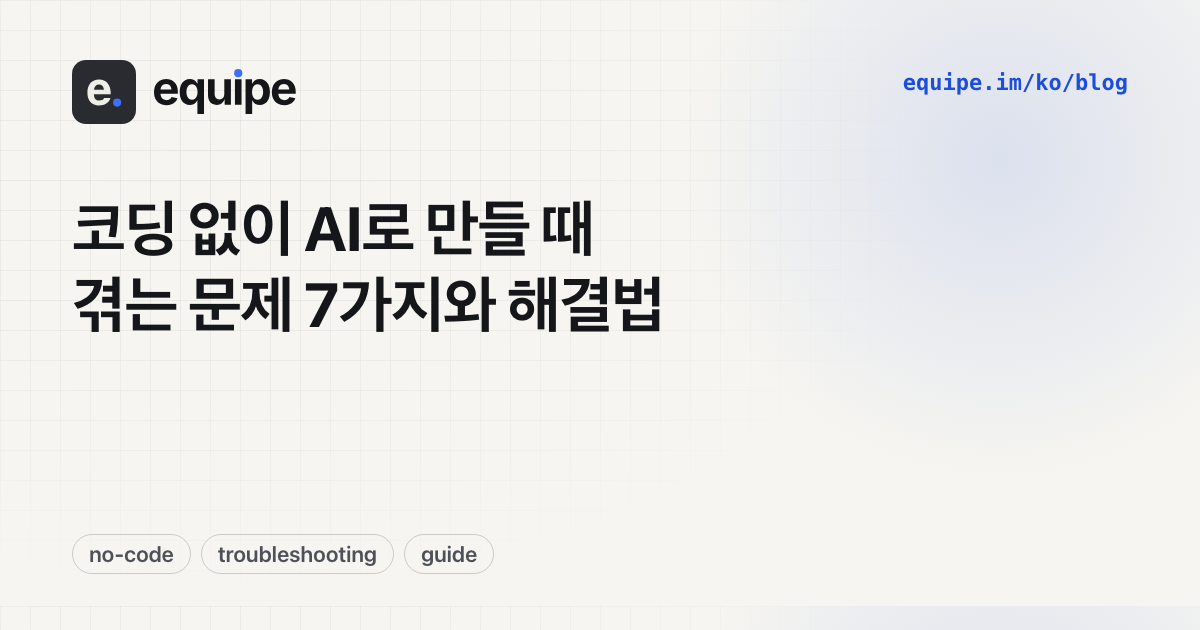 e. equipe
equipe.im/ko/blog
코딩 없이 AI로 만들 때
겪는 문제 7가지와 해결법
no-code
troubleshooting
guide